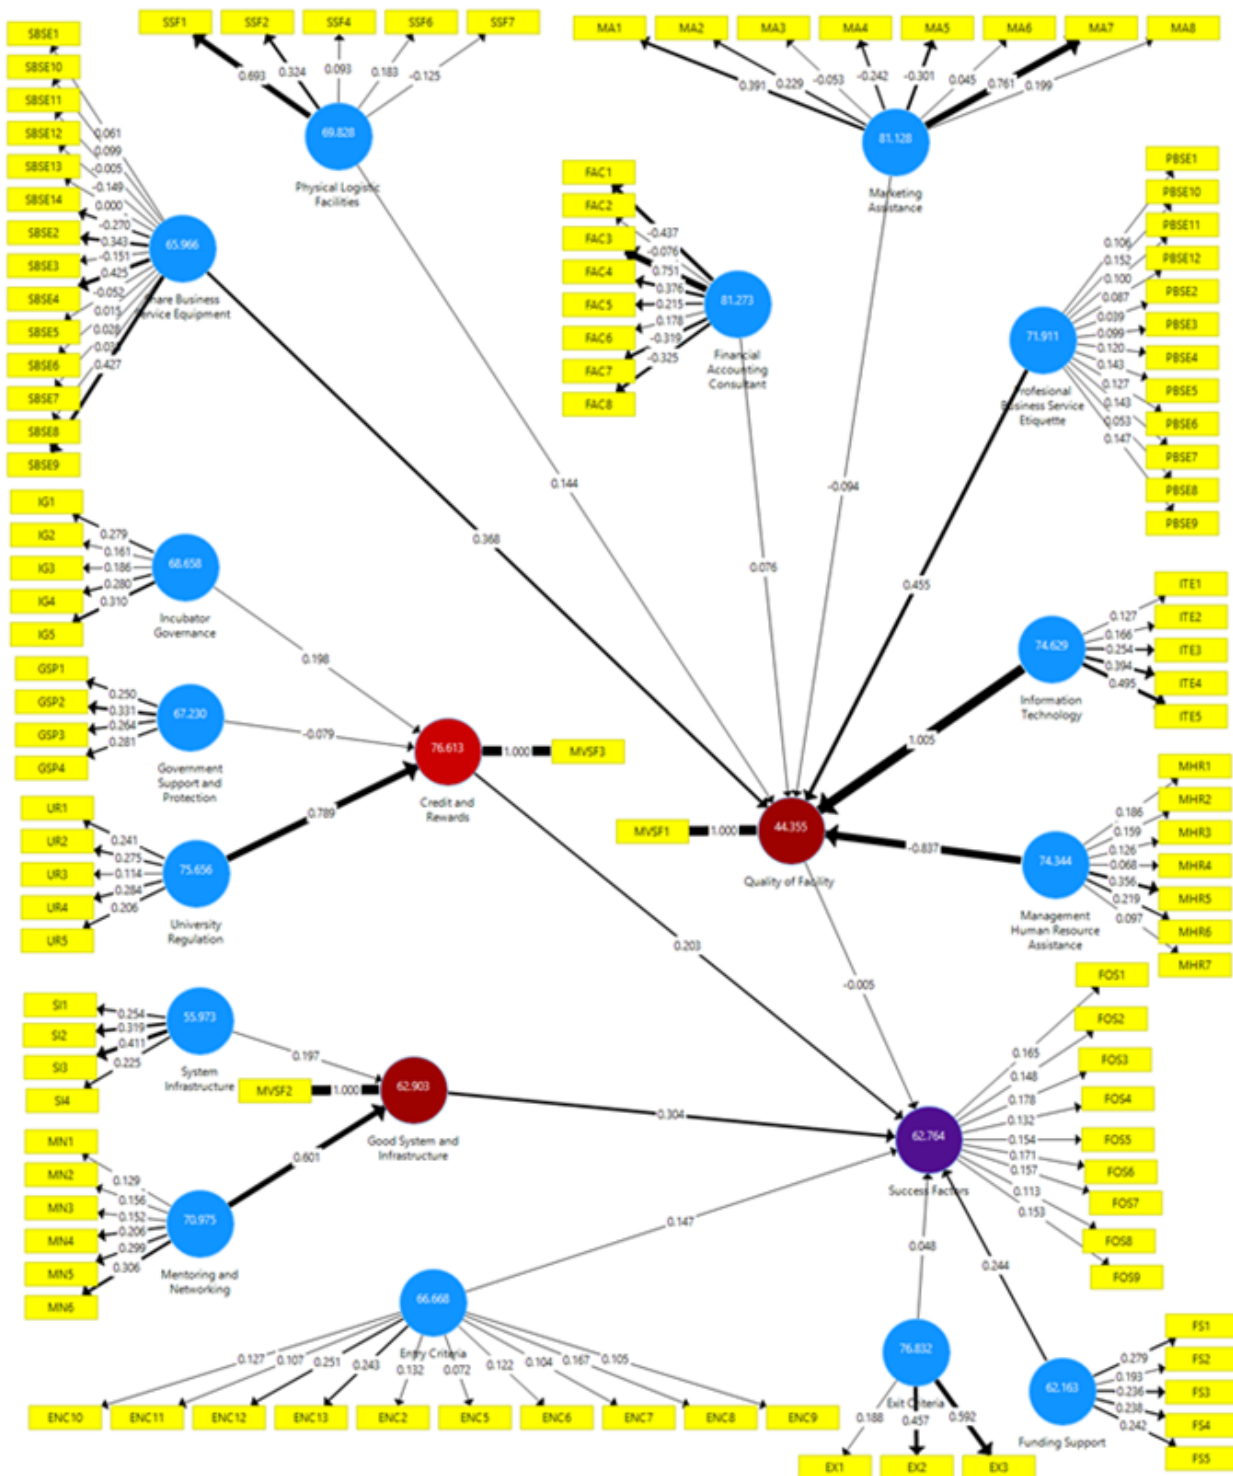 SSF1
SSF2
SSF4
SSF6
SSF7
0.693
0.324
0.093
0.183
-0.125
69.828
Physical Logistic
Facilities
MA1
MA2
MA3
MA4
MA5
MA6
MA7
MA8
0.391
0.229
-0.053
-0.242
-0.301
0.045
0.761
0.199
81.128
Marketing
Assistance
SBSE1
SBSE10
SBSE11
SBSE12
SBSE13
SBSE14
SBSE2
SBSE3
SBSE4
SBSE5
SBSE6
SBSE7
SBSE8
SBSE9
0.061
0.099
-0.005
-0.149
0.000
-0.270
0.343
-0.151
0.425
-0.052
0.015
0.028
0.427
65.966
Share Business
Service Equipment
FAC1
FAC2
FAC3
FAC4
FAC5
FAC6
FAC7
FAC8
-0.437
-0.076
0.751
0.376
0.215
0.178
-0.319
-0.325
81.273
Financial
Accounting
Consultant
PBSE1
PBSE10
PBSE11
PBSE12
PBSE2
PBSE3
PBSE4
PBSE5
PBSE6
PBSE7
PBSE8
PBSE9
0.106
0.152
0.100
0.087
0.039
0.099
0.120
0.143
0.127
0.143
0.053
0.147
71.911
Profesional
Business Service
Etiquette
0.144
0.368
-0.094
0.076
0.455
IG1
IG2
IG3
IG4
IG5
0.279
0.161
0.186
0.280
0.310
68.658
Incubator
Governance
0.198
ITE1
ITE2
ITE3
ITE4
ITE5
0.127
0.166
0.254
0.394
0.495
74.629
Information
Technology
1.005
GSP1
GSP2
GSP3
GSP4
0.250
0.331
0.264
0.281
67.230
Government
Support and
Protection
-0.079
76.613
1.000
MVSF3
Credit and
Rewards
UR1
UR2
UR3
UR4
UR5
0.241
0.275
0.114
0.284
0.206
75.656
University
Regulation
0.789
MVSF1
1.000
44.355
Quality of Facility
-0.837
MHR1
MHR2
MHR3
MHR4
MHR5
MHR6
MHR7
0.186
0.159
0.126
0.068
0.356
0.219
0.097
74.344
Management
Human Resource
Assistance
0.203
-0.005
SI1
SI2
SI3
SI4
0.254
0.319
0.411
0.225
55.973
System
Infrastructure
0.197
MVSF2
1.000
62.903
Good System and
Infrastructure
0.304
MN1
MN2
MN3
MN4
MN5
MN6
0.129
0.156
0.152
0.206
0.299
0.306
70.975
Mentoring and
Networking
0.601
FOS1
FOS2
FOS3
FOS4
FOS5
FOS6
FOS7
FOS8
FOS9
0.165
0.148
0.178
0.132
0.154
0.171
0.157
0.113
0.153
62.764
Success Factors
0.147
0.048
0.244
66.668
Entry Criteria
0.127
0.107
0.251
0.243
0.132
0.072
0.122
0.104
0.167
0.105
ENC10
ENC11
ENC12
ENC13
ENC2
ENC5
ENC6
ENC7
ENC8
ENC9
76.832
Exit Criteria
0.188
0.457
0.592
EX1
EX2
EX3
62.163
Funding Support
0.279
0.193
0.236
0.238
0.242
FS1
FS2
FS3
FS4
FS5